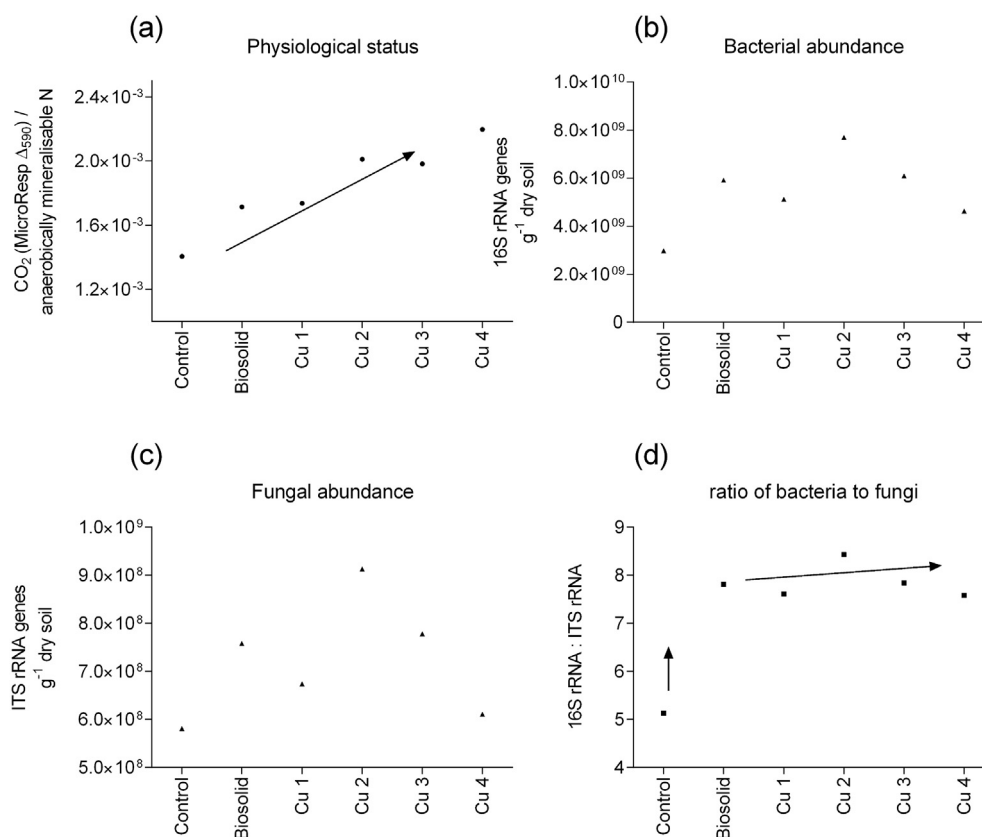 (a)
Physiological status
CO₂ (MicroResp Δ₅₉₀) /
anaerobically mineralisable N
2.4×10⁻³
2.0×10⁻³
1.6×10⁻³
1.2×10⁻³
Control
Biosolid
Cu 1
Cu 2
Cu 3
Cu 4
(b)
Bacterial abundance
16S rRNA genes
g⁻¹ dry soil
1.0×10¹⁰
8.0×10⁰⁹
6.0×10⁰⁹
4.0×10⁰⁹
2.0×10⁰⁹
0
Control
Biosolid
Cu 1
Cu 2
Cu 3
Cu 4
(c)
Fungal abundance
ITS rRNA genes
g⁻¹ dry soil
1.0×10⁹
9.0×10⁸
8.0×10⁸
7.0×10⁸
6.0×10⁸
5.0×10⁸
Control
Biosolid
Cu 1
Cu 2
Cu 3
Cu 4
(d)
ratio of bacteria to fungi
16S rRNA : ITS rRNA
9
8
7
6
5
4
Control
Biosolid
Cu 1
Cu 2
Cu 3
Cu 4